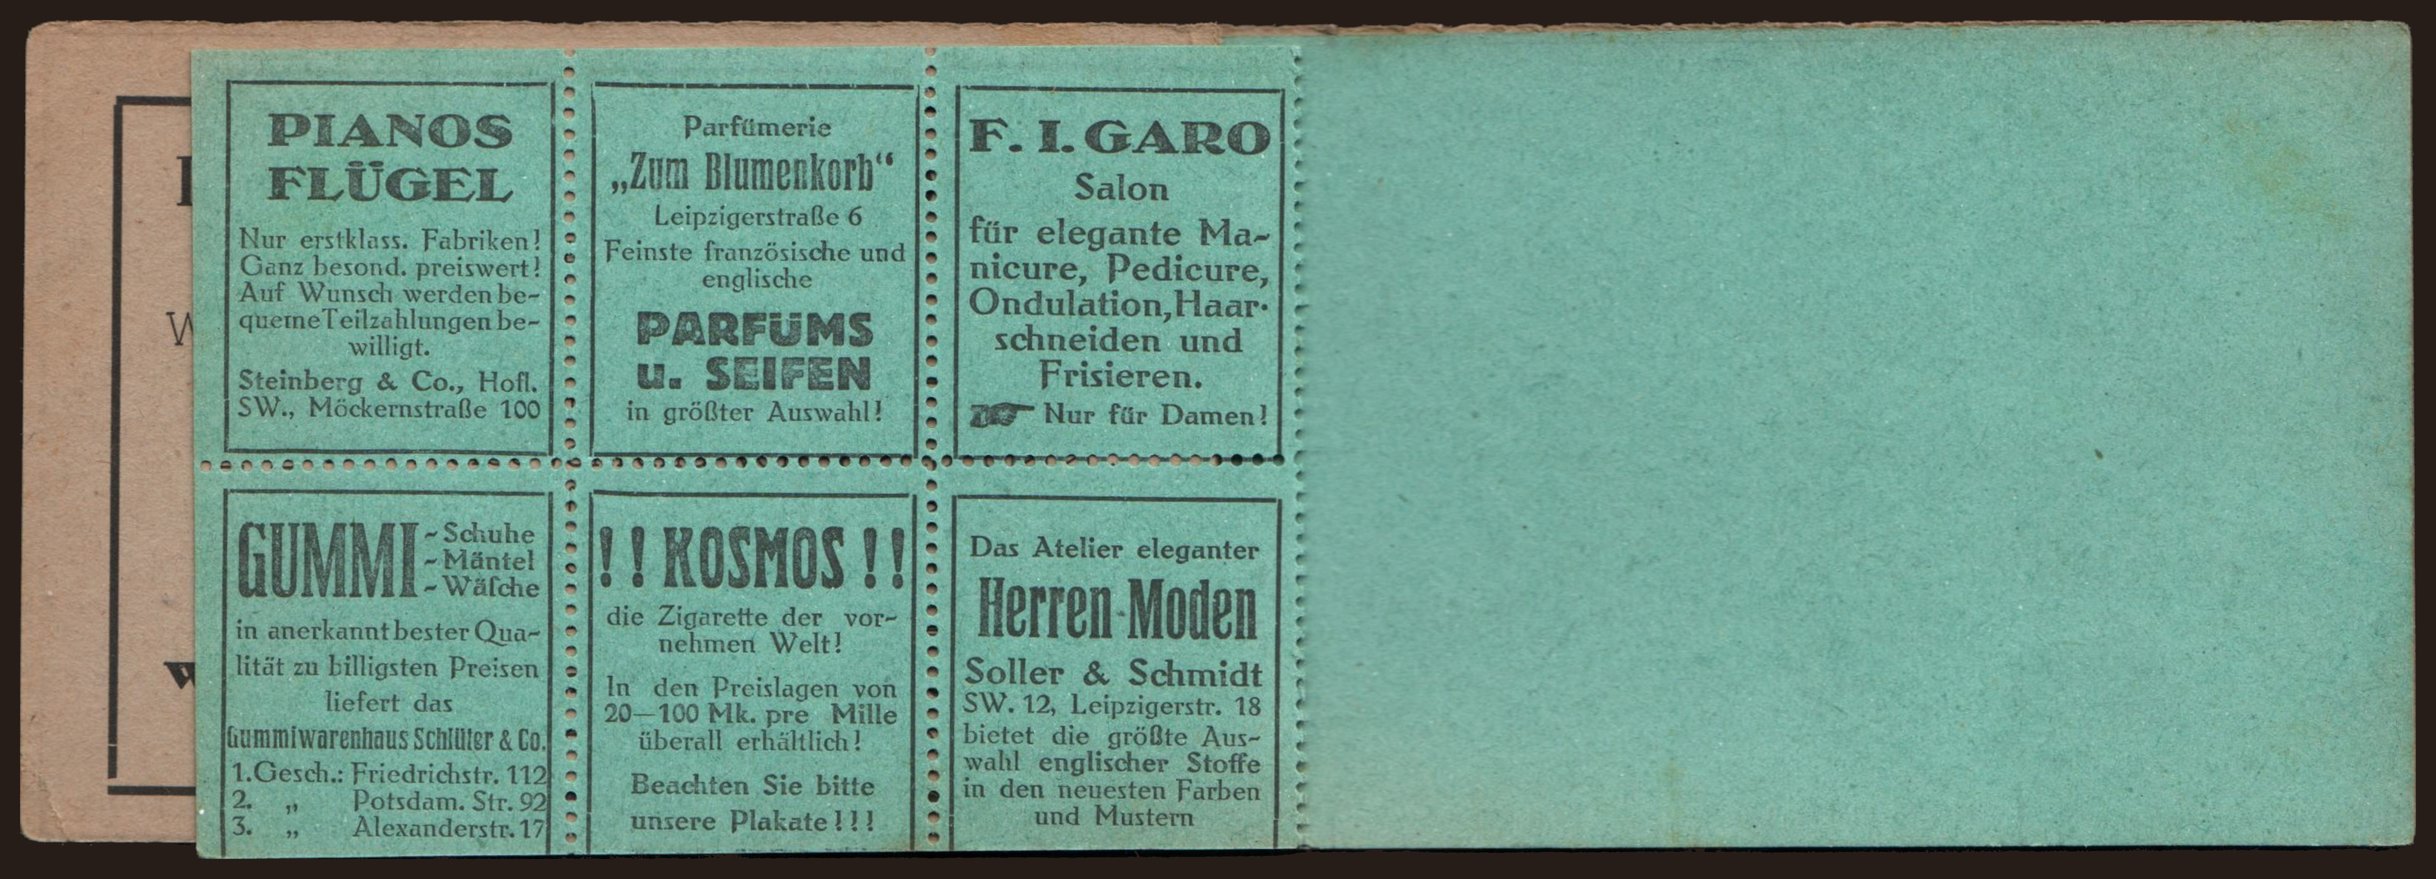 PIANOS
FLÜGEL
Nur erstklass. Fabriken!
Ganz besond. preiswert!
Auf Wunsch werden be-
queme Teilzahlungen be-
willigt.
Steinberg & Co., Hofl.
SW., Möckernstraße 100
Parfümerie
„Zum Blumenkorb“
Leipzigerstraße 6
Feinste französische und
englische
PARFÜMS
u. SEIFEN
in größter Auswahl!
F. I. GARO
Salon
für elegante Ma-
nicure, Pedicure,
Ondulation, Haar-
schneiden und
Frisieren.
☛ Nur für Damen!
GUMMI - Schuhe
- Mäntel
- Wäſche
in anerkannt bester Qua-
lität zu billigsten Preisen
liefert das
Gummiwarenhaus Schlüter & Co.
1. Gesch.: Friedrichstr. 112
2. „ Potsdam. Str. 92
3. „ Alexanderstr. 17
!! KOSMOS !!
die Zigarette der vor-
nehmen Welt!
In den Preislagen von
20—100 Mk. pre Mille
überall erhältlich!
Beachten Sie bitte
unsere Plakate!!!
Das Atelier eleganter
Herren-Moden
Soller & Schmidt
SW. 12, Leipzigerstr. 18
bietet die größte Aus-
wahl englischer Stoffe
in den neuesten Farben
und Mustern